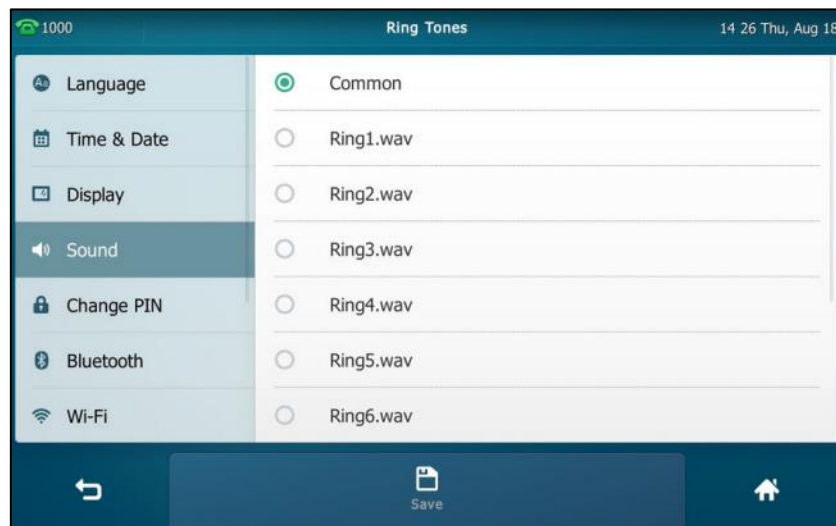 1000 Ring Tones 14 26 Thu, Aug 18
Language
Time & Date
Display
Sound
Change PIN
Bluetooth
Wi-Fi
Common
Ring1.wav
Ring2.wav
Ring3.wav
Ring4.wav
Ring5.wav
Ring6.wav
Save